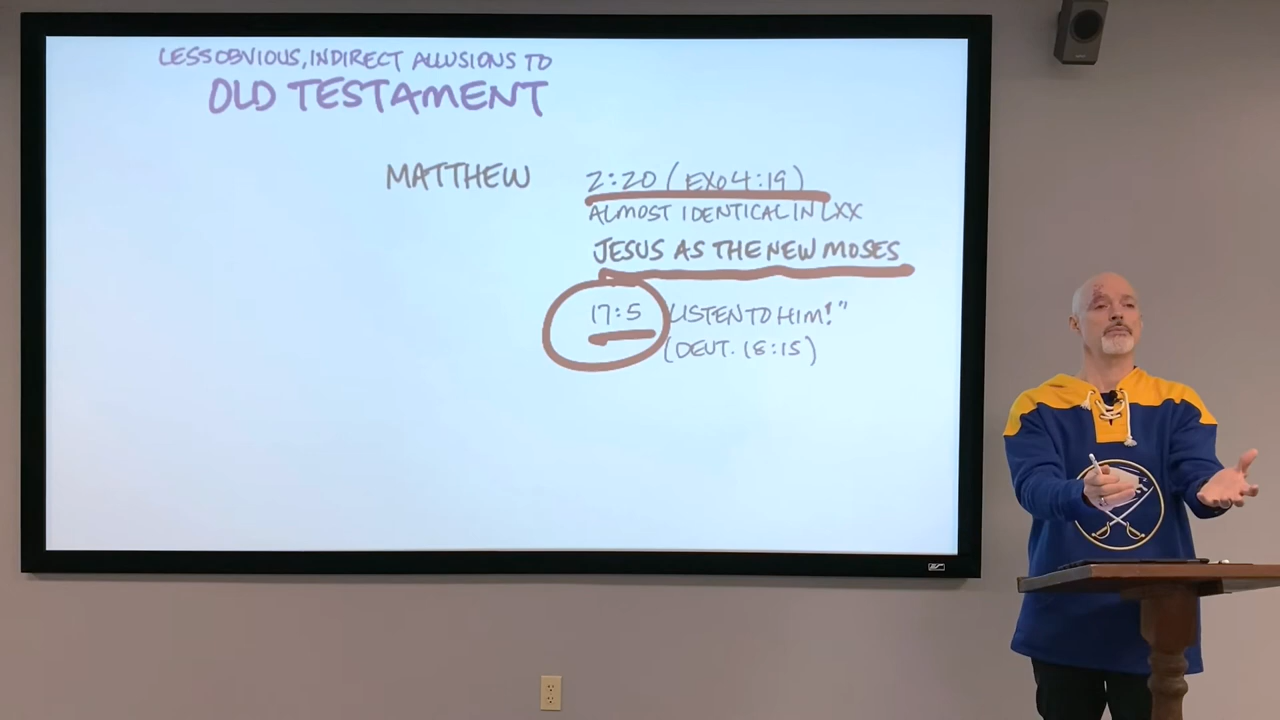 LESS OBVIOUS, INDIRECT ALLUSIONS TO
OLD TESTAMENT
MATTHEW 2:20 (EXO 4:19)
ALMOST IDENTICAL IN LXX
JESUS AS THE NEW MOSES
17:5 LISTEN TO HIM!"
(DEUT. 18:15)